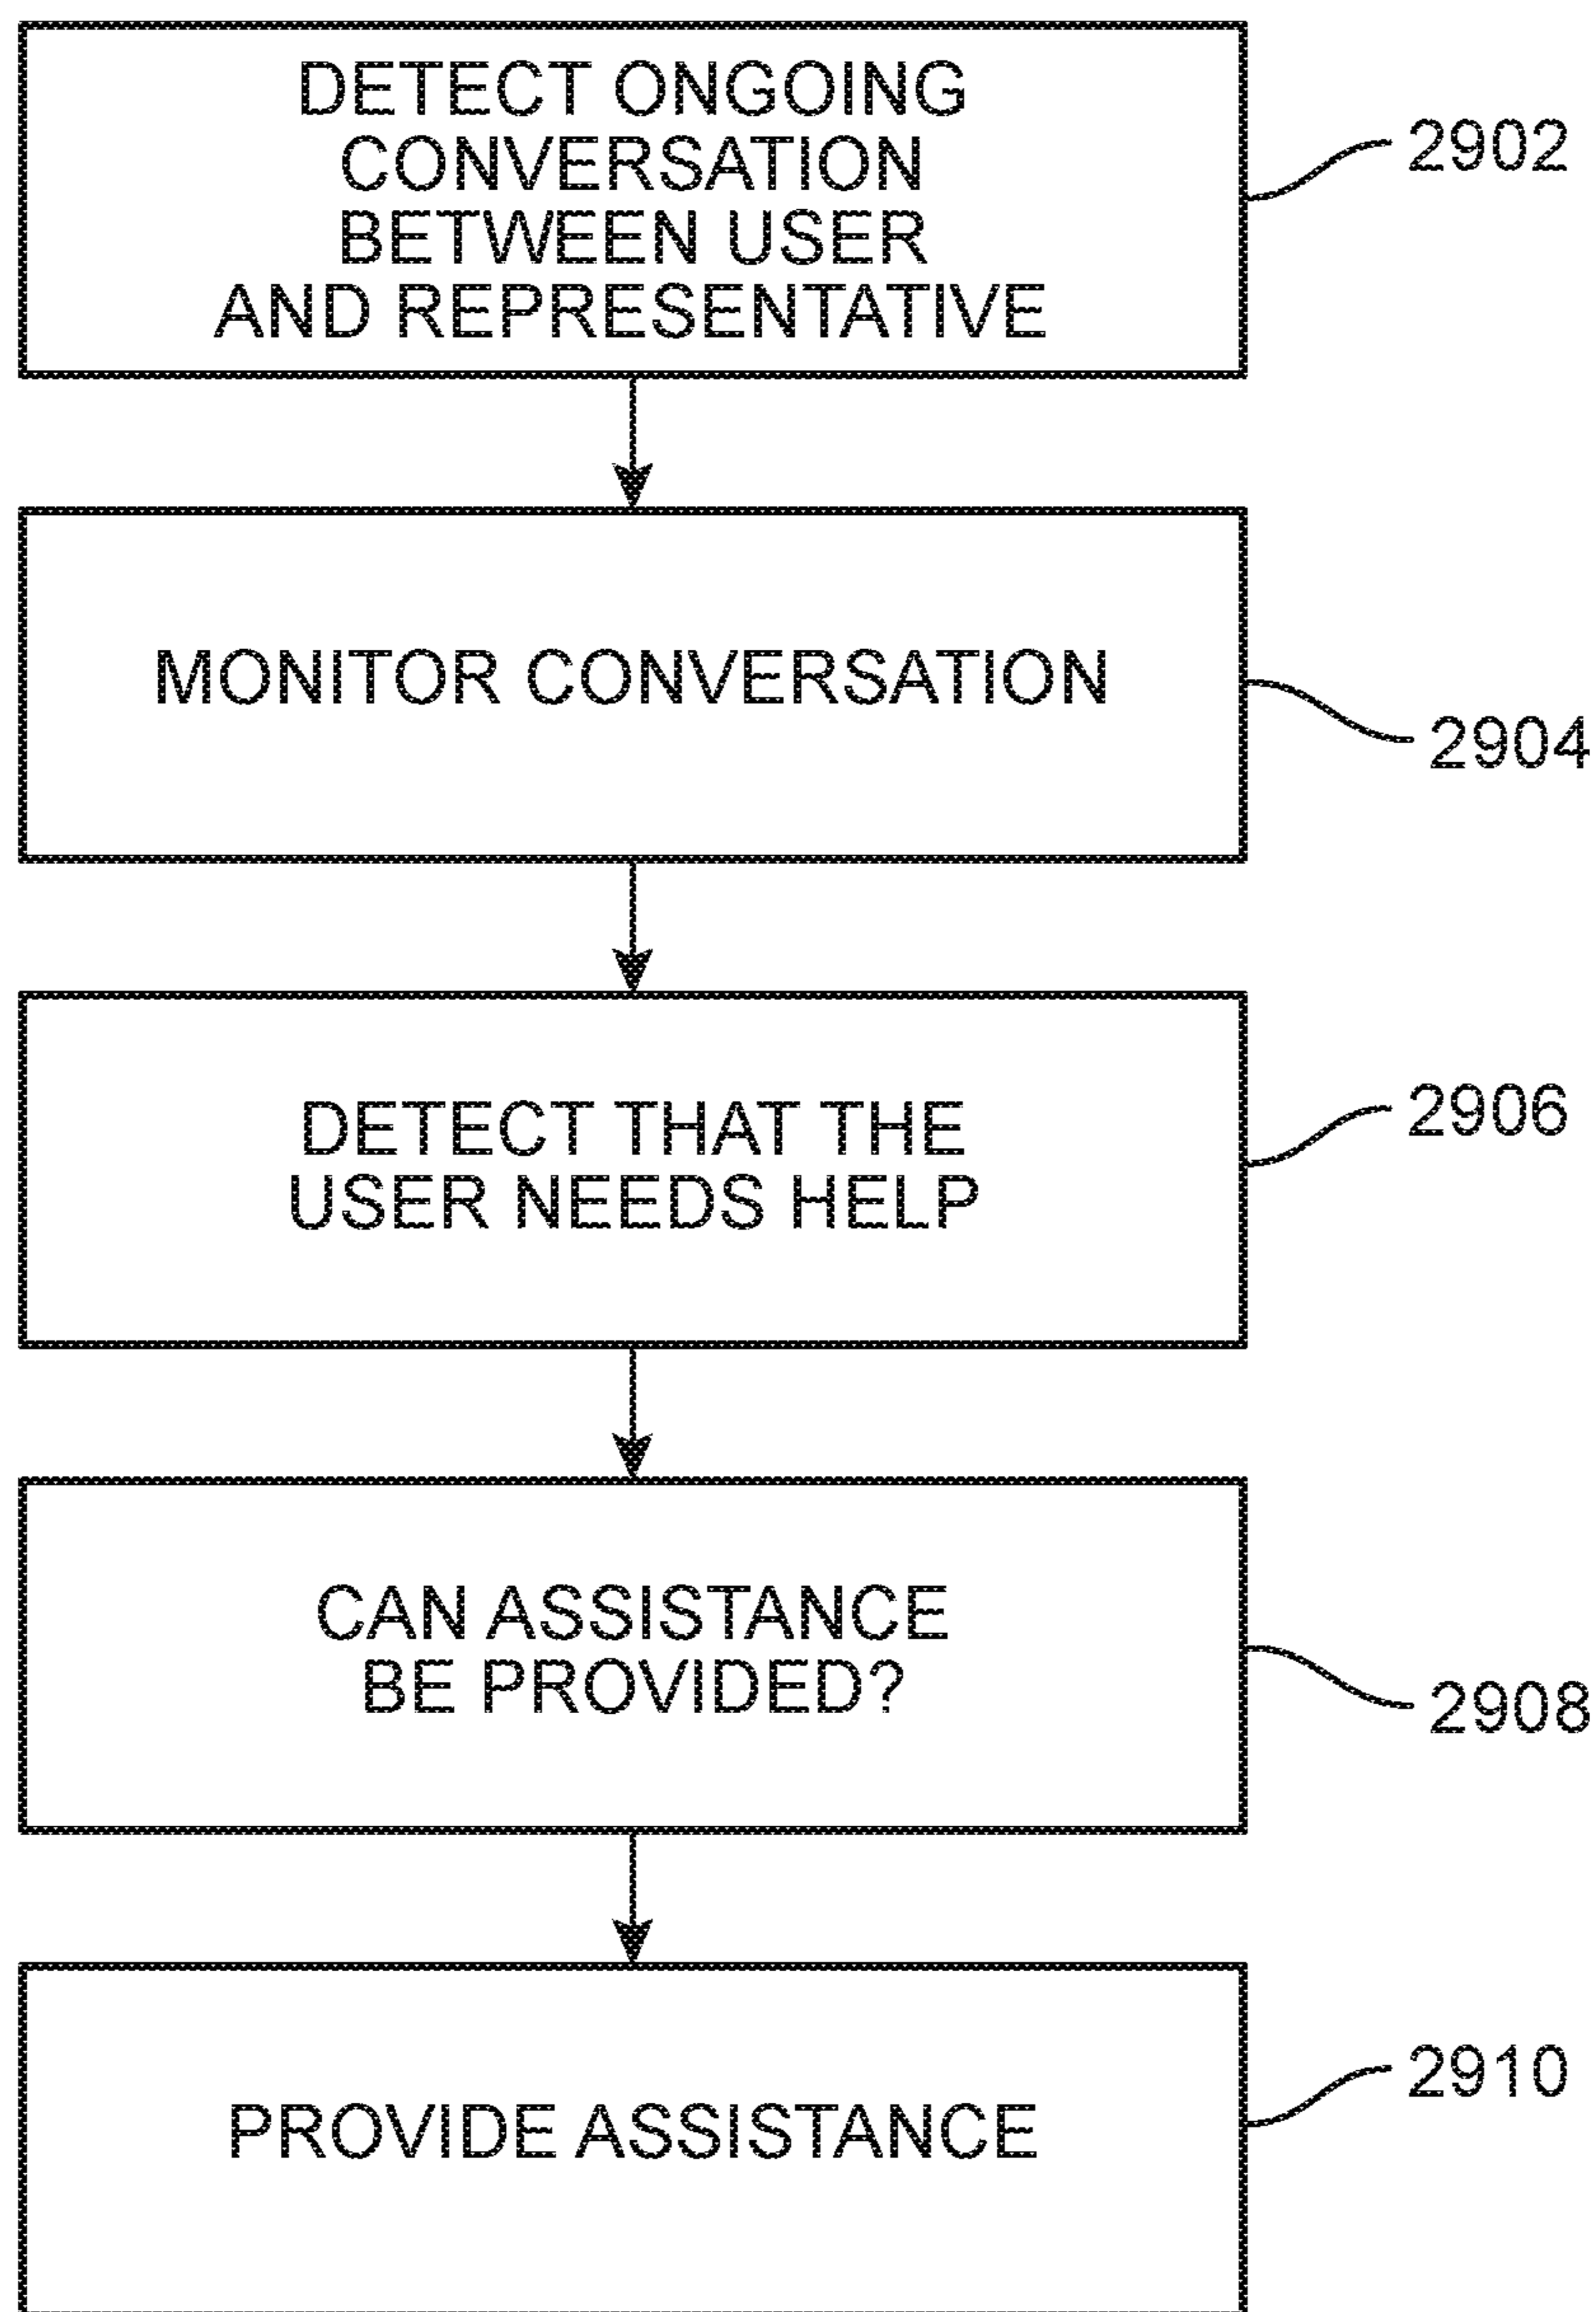 DETECT ONGOING
CONVERSATION
BETWEEN USER
AND REPRESENTATIVE
2902
MONITOR CONVERSATION
2904
DETECT THAT THE
USER NEEDS HELP
2906
CAN ASSISTANCE
BE PROVIDED?
2908
PROVIDE ASSISTANCE
2910